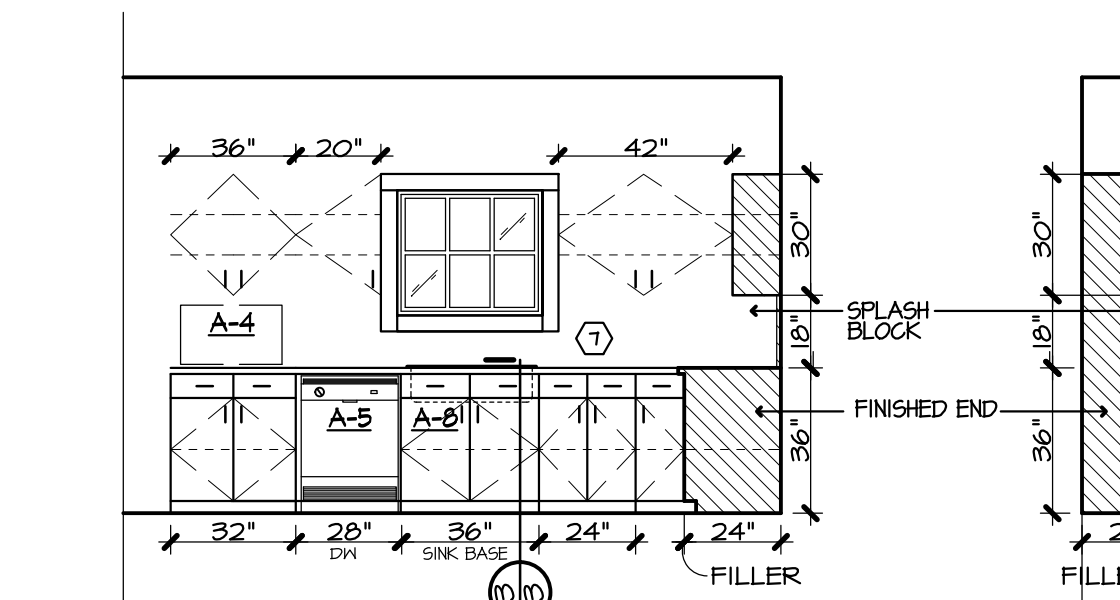 36" 20" 42"
30" 30"
A-4
SPLASH
BLOCK
18" 18"
7
A-5 A-8
FINISHED END
36" 36"
32" 28" 36" 24" 24"
DW SINK BASE
FILLER
B B